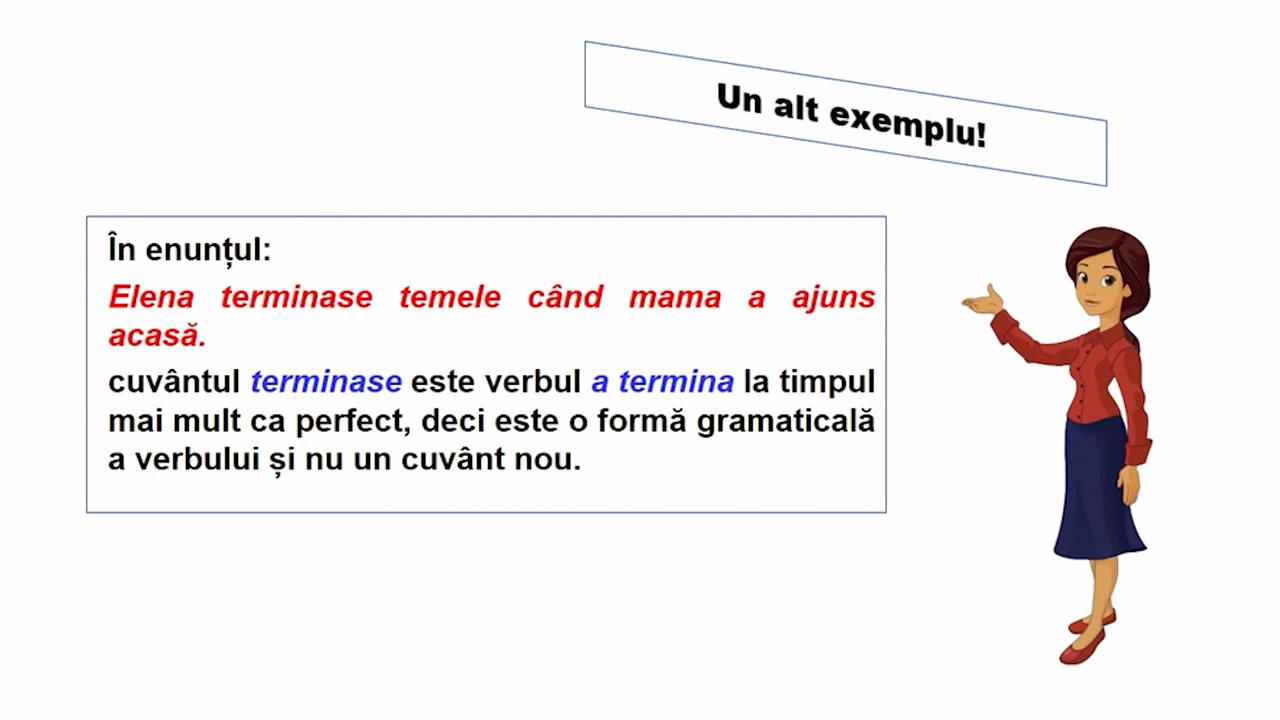 Un alt exemplu!
În enunțul:
Elena terminase temele când mama a ajuns
acasă.
cuvântul terminase este verbul a termina la timpul
mai mult ca perfect, deci este o formă gramaticală
a verbului și nu un cuvânt nou.